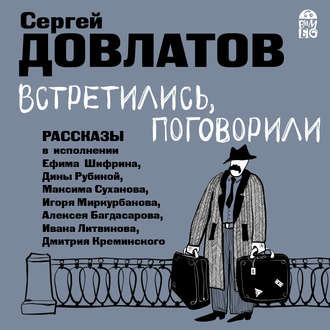 Сергей
ДОВЛАТОВ
ВСТРЕТИЛИСЬ,
ПОГОВОРИЛИ
РАССКАЗЫ
в исполнении
Ефима Шифрина,
Дины Рубиной,
Максима Суханова,
Игоря Миркурбанова,
Алексея Багдасарова,
Ивана Литвинова,
Дмитрия Креминского